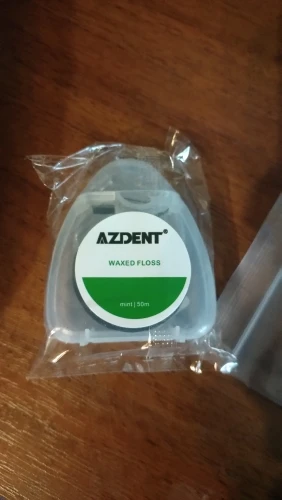 AZDENT®
WAXED FLOSS
mint | 50m